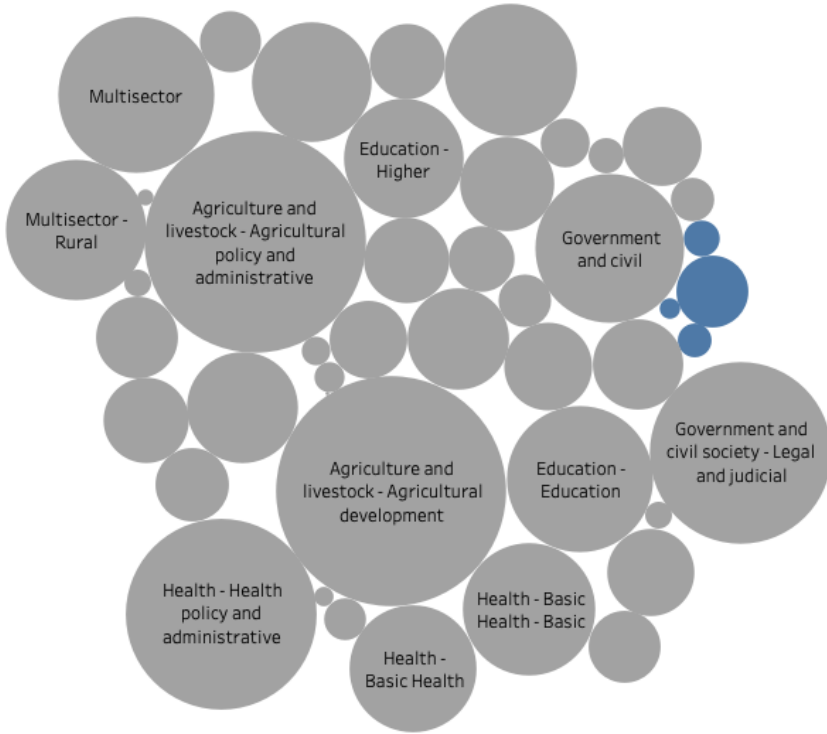 Multisector
Education -
Higher
Multisector -
Rural
Agriculture and
livestock - Agricultural
policy and
administrative
Government
and civil
Agriculture and
livestock - Agricultural
development
Education -
Education
Government and
civil society - Legal
and judicial
Health - Health
policy and
administrative
Health - Basic
Health - Basic
Health -
Basic Health